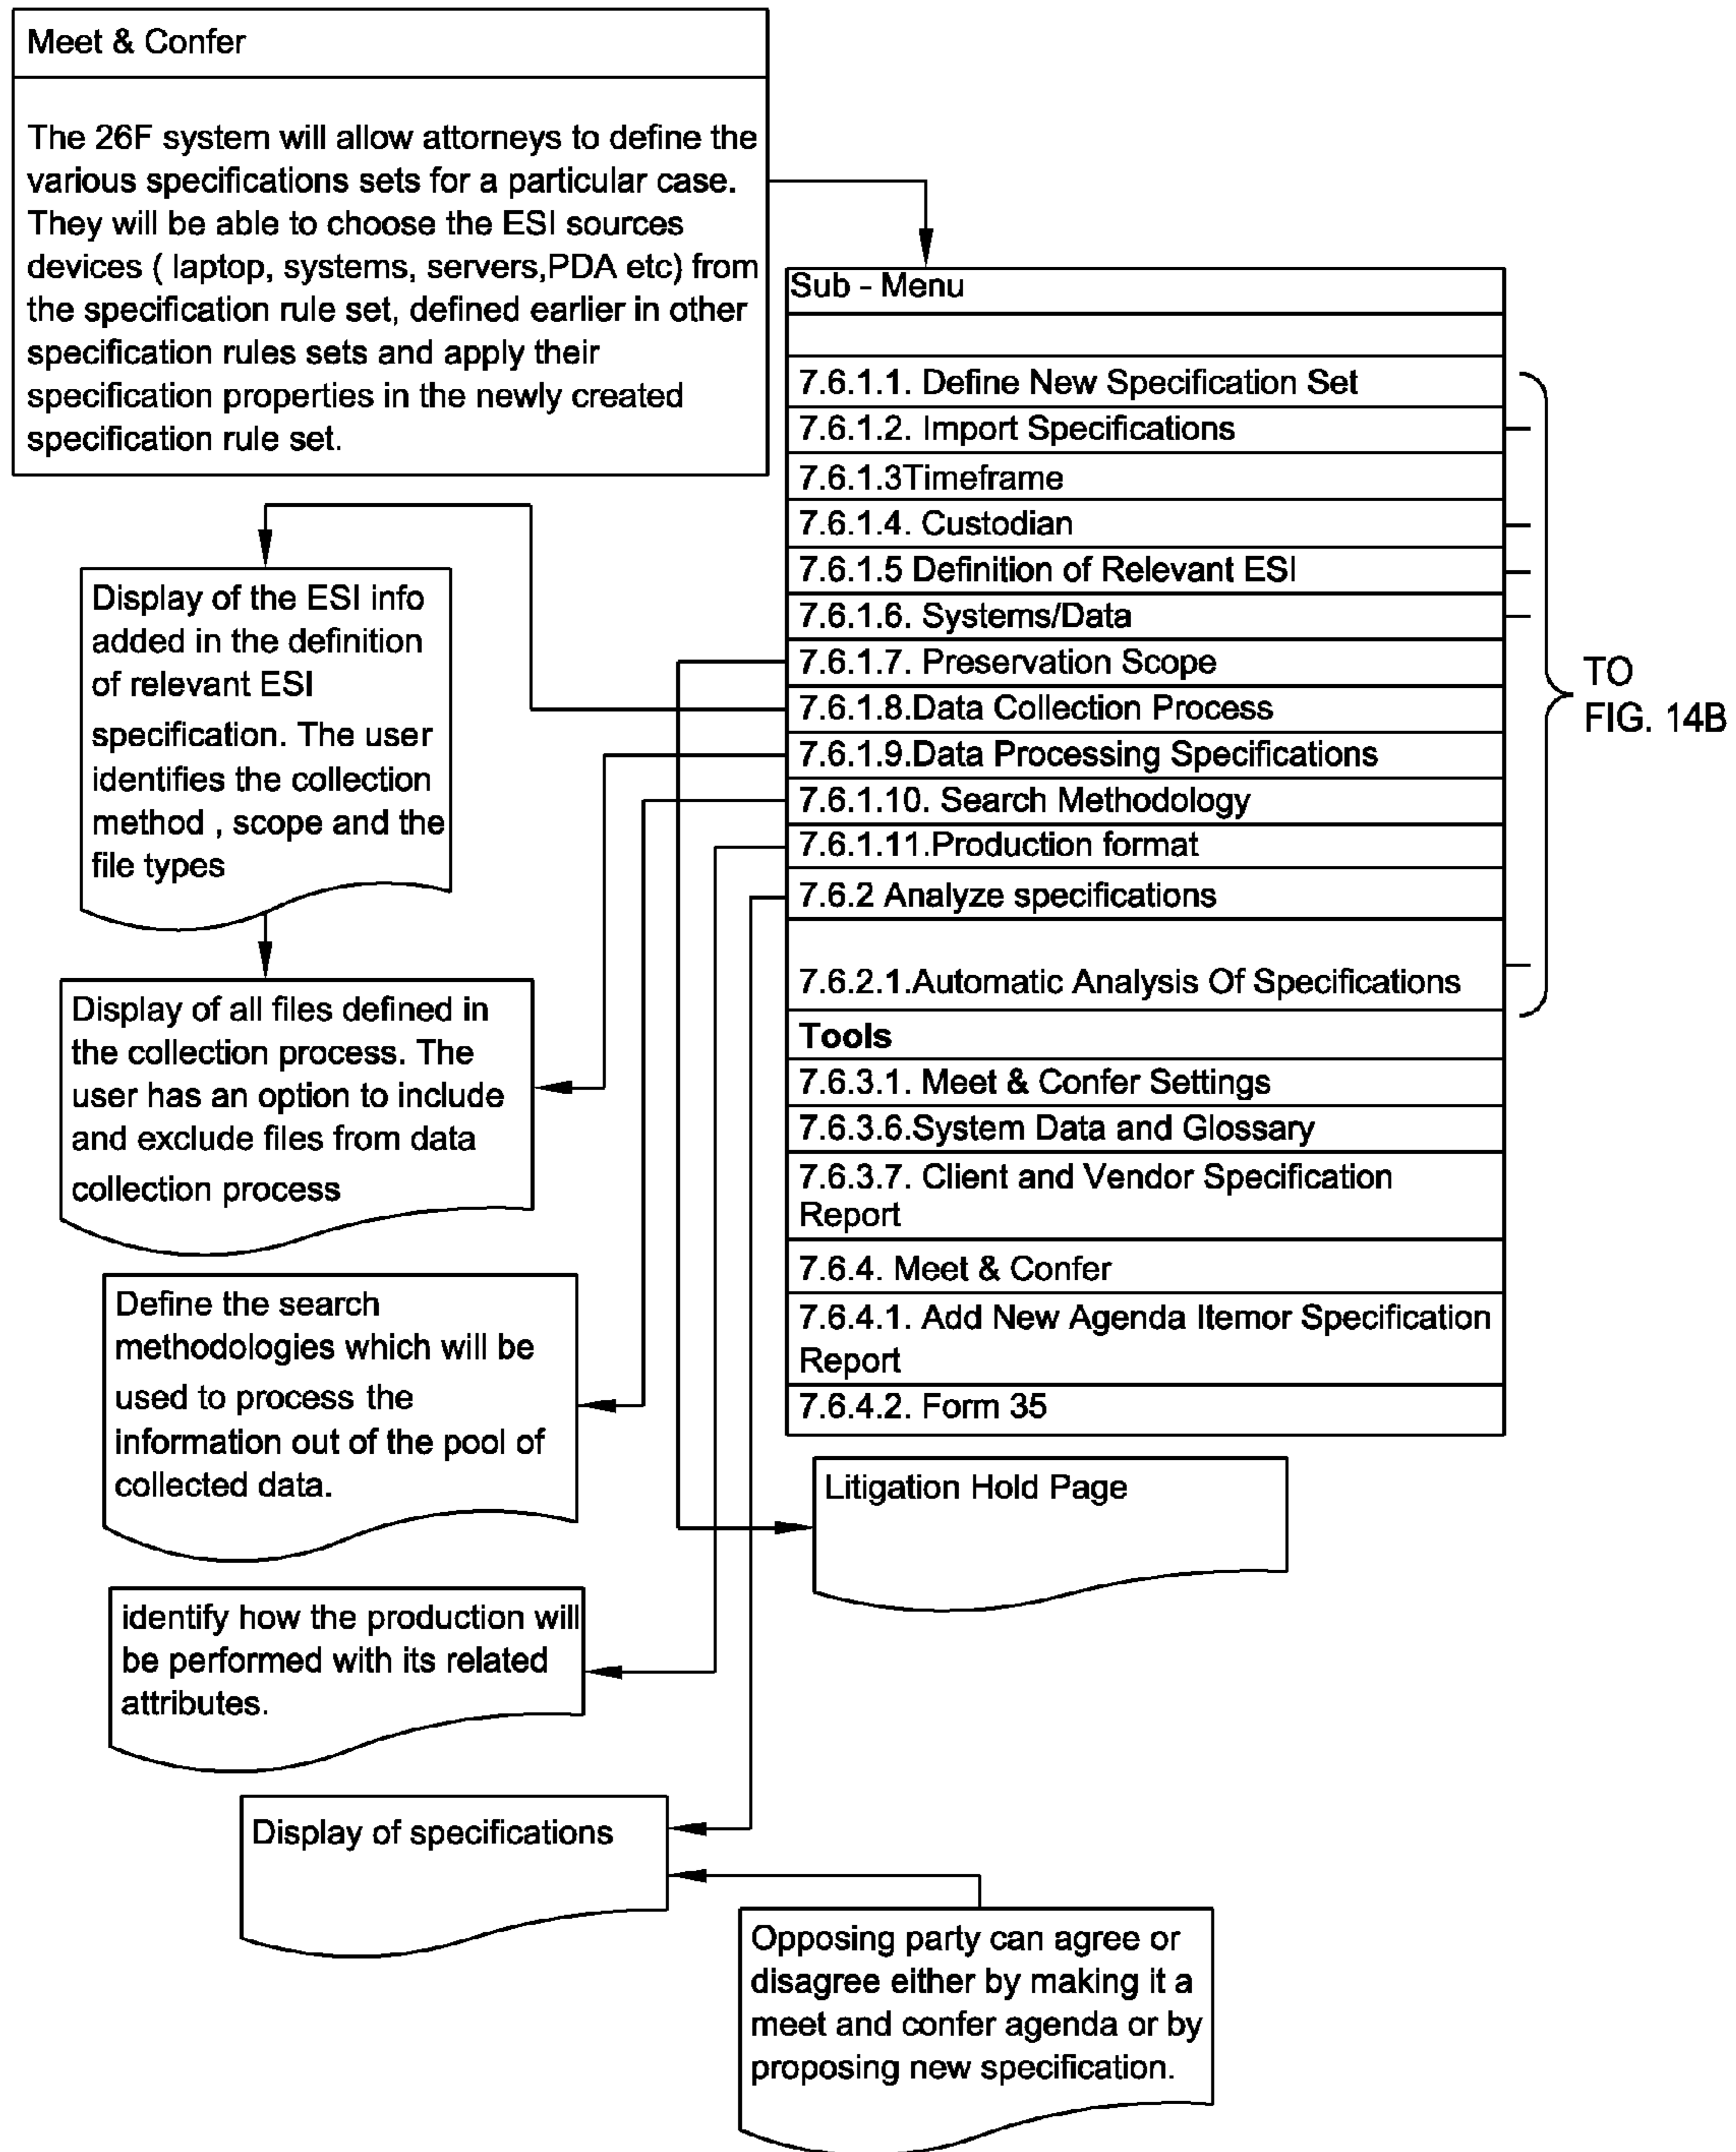 Meet & Confer
The 26F system will allow attorneys to define the
various specifications sets for a particular case.
They will be able to choose the ESI sources
devices ( laptop, systems, servers,PDA etc) from
the specification rule set, defined earlier in other
specification rules sets and apply their
specification properties in the newly created
specification rule set.
Sub - Menu
7.6.1.1. Define New Specification Set
7.6.1.2. Import Specifications
7.6.1.3Timeframe
7.6.1.4. Custodian
7.6.1.5 Definition of Relevant ESI
7.6.1.6. Systems/Data
7.6.1.7. Preservation Scope
7.6.1.8.Data Collection Process
7.6.1.9.Data Processing Specifications
7.6.1.10. Search Methodology
7.6.1.11.Production format
7.6.2 Analyze specifications
7.6.2.1.Automatic Analysis Of Specifications
Tools
7.6.3.1. Meet & Confer Settings
7.6.3.6.System Data and Glossary
7.6.3.7. Client and Vendor Specification
Report
7.6.4. Meet & Confer
7.6.4.1. Add New Agenda Itemor Specification
Report
7.6.4.2. Form 35
TO
FIG. 14B
Display of the ESI info
added in the definition
of relevant ESI
specification. The user
identifies the collection
method , scope and the
file types
Display of all files defined in
the collection process. The
user has an option to include
and exclude files from data
collection process
Define the search
methodologies which will be
used to process the
information out of the pool of
collected data.
Litigation Hold Page
identify how the production will
be performed with its related
attributes.
Display of specifications
Opposing party can agree or
disagree either by making it a
meet and confer agenda or by
proposing new specification.